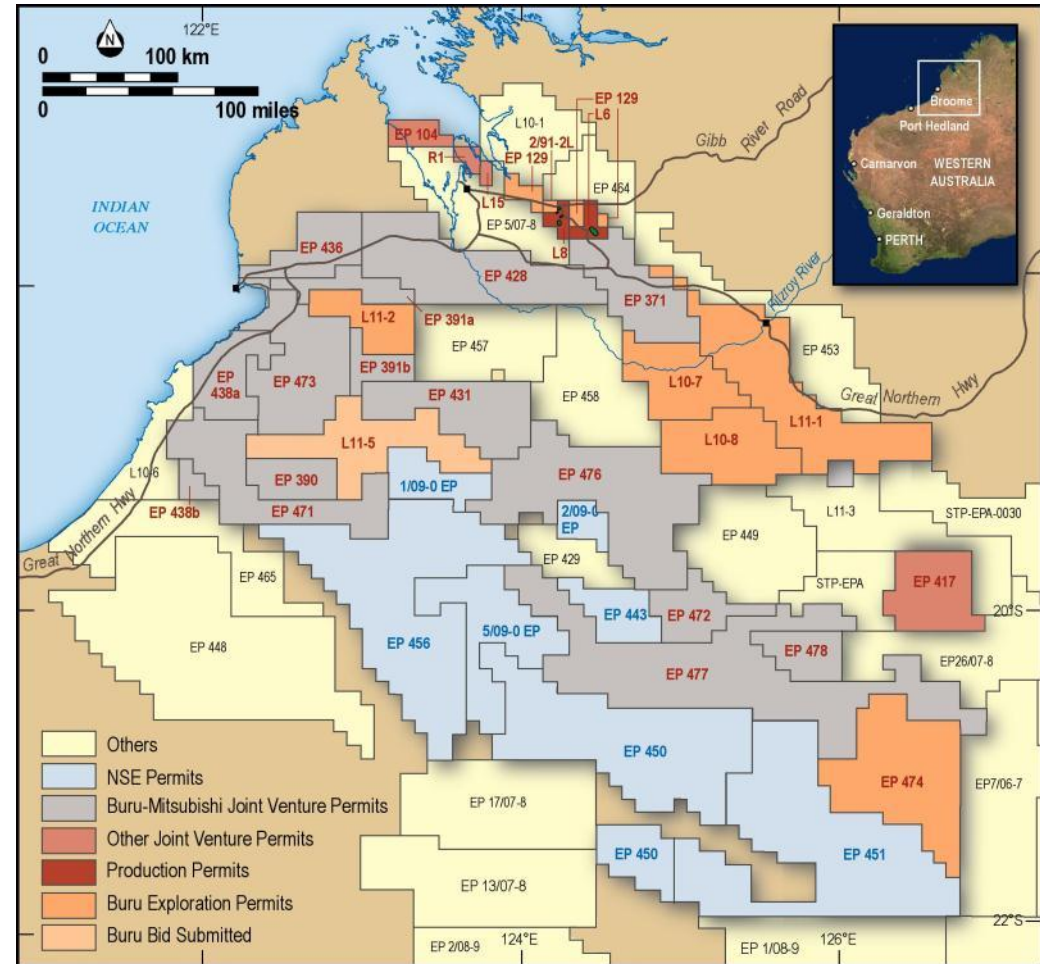 122°E
N
0 100 km
0 100 miles
INDIAN
OCEAN
EP 104
R1
L15
L10-1
2/91-2L
EP 129
EP 129
L6
EP 464
EP 5/07-8
L8
Gibb River Road
Broome
Port Hedland
Carnarvon
WESTERN
AUSTRALIA
Geraldton
PERTH
EP 436
EP 428
EP 371
Fitzroy River
EP 391a
L11-2
EP 457
EP 453
EP 391b
EP
438a
EP 473
EP 431
EP 458
L10-7
Great Northern Hwy
L10-8
L11-1
L11-5
L10-6
EP 390
1/09-0 EP
EP 476
EP 438b
EP 471
2/09-0
EP
EP 449
L11-3
STP-EPA-0030
Great Northern Hwy
EP 465
EP 429
STP-EPA
EP 417
20°S
EP 448
EP 456
5/09-0 EP
EP 443
EP 472
EP 478
EP26/07-8
EP 477
EP 450
EP 474
EP7/06-7
EP 17/07-8
EP 450
EP 451
EP 13/07-8
22°S
EP 2/08-9
124°E
EP 1/08-9
126°E
Others
NSE Permits
Buru-Mitsubishi Joint Venture Permits
Other Joint Venture Permits
Production Permits
Buru Exploration Permits
Buru Bid Submitted